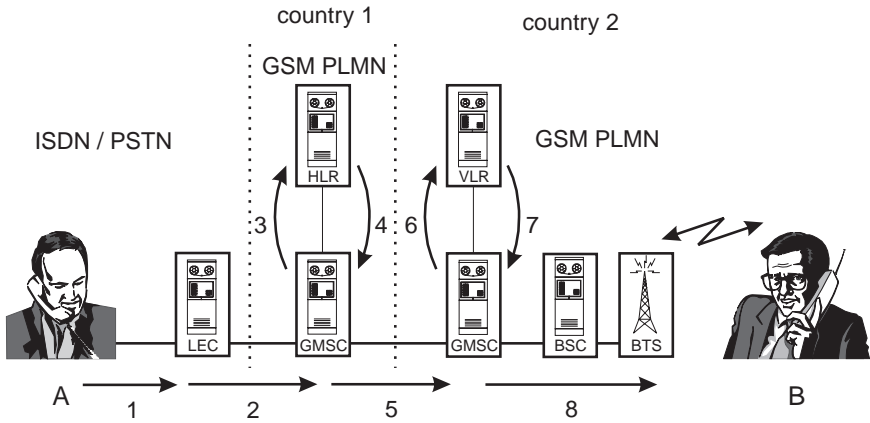 country 1
country 2
GSM PLMN
ISDN / PSTN
GSM PLMN
HLR
VLR
3
4
6
7
LEC
GMSC
GMSC
BSC
BTS
A
B
1
2
5
8